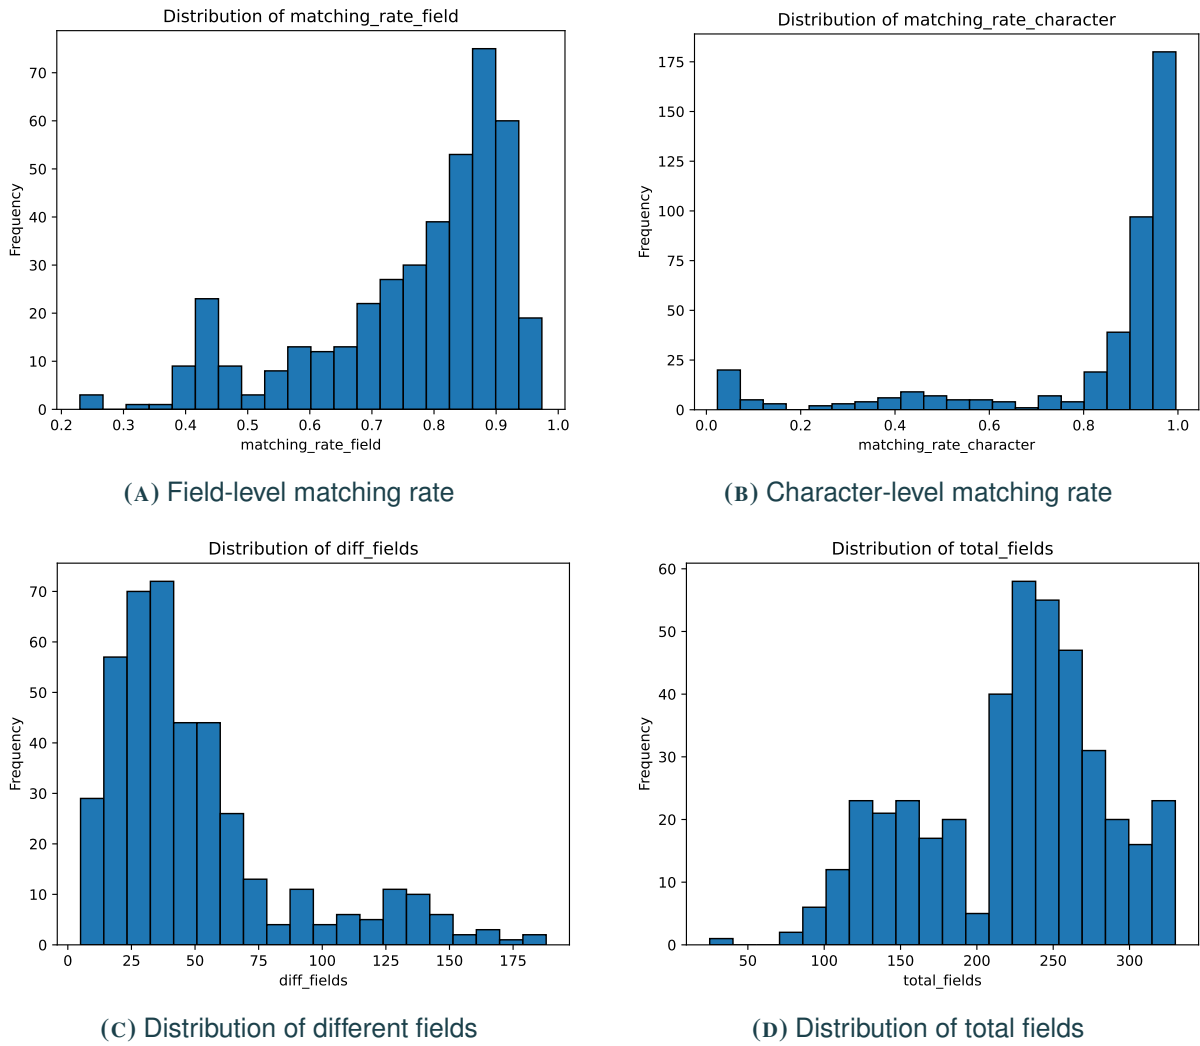 Distribution of matching_rate_field
Frequency
70
60
50
40
30
20
10
0
0.2 0.3 0.4 0.5 0.6 0.7 0.8 0.9 1.0
matching_rate_field
(A) Field-level matching rate
Distribution of matching_rate_character
Frequency
175
150
125
100
75
50
25
0
0.0 0.2 0.4 0.6 0.8 1.0
matching_rate_character
(B) Character-level matching rate
Distribution of diff_fields
Frequency
70
60
50
40
30
20
10
0
0 25 50 75 100 125 150 175
diff_fields
(C) Distribution of different fields
Distribution of total_fields
Frequency
60
50
40
30
20
10
0
50 100 150 200 250 300
total_fields
(D) Distribution of total fields